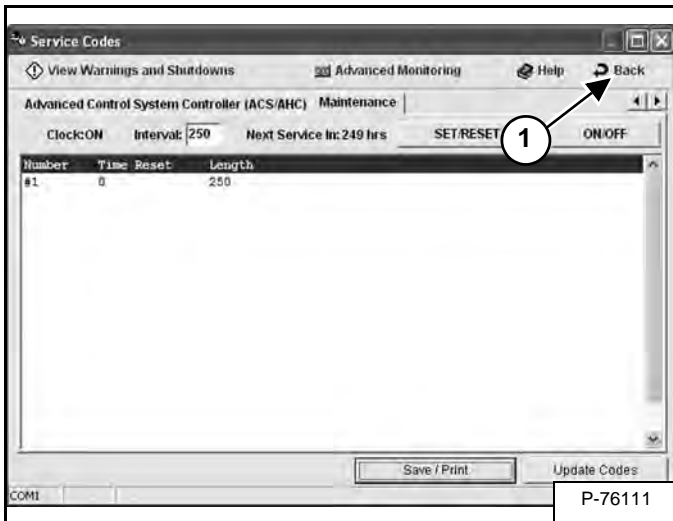 Service Codes
View Warnings and Shutdowns Advanced Monitoring Help Back
Advanced Control System Controller (ACS/AHC) Maintenance
Clock:ON Interval: 250 Next Service In: 249 hrs SET/RESET ON/OFF
1
Number Time Reset Length
#1 0 250
Save / Print Update Codes
COM1
P-76111